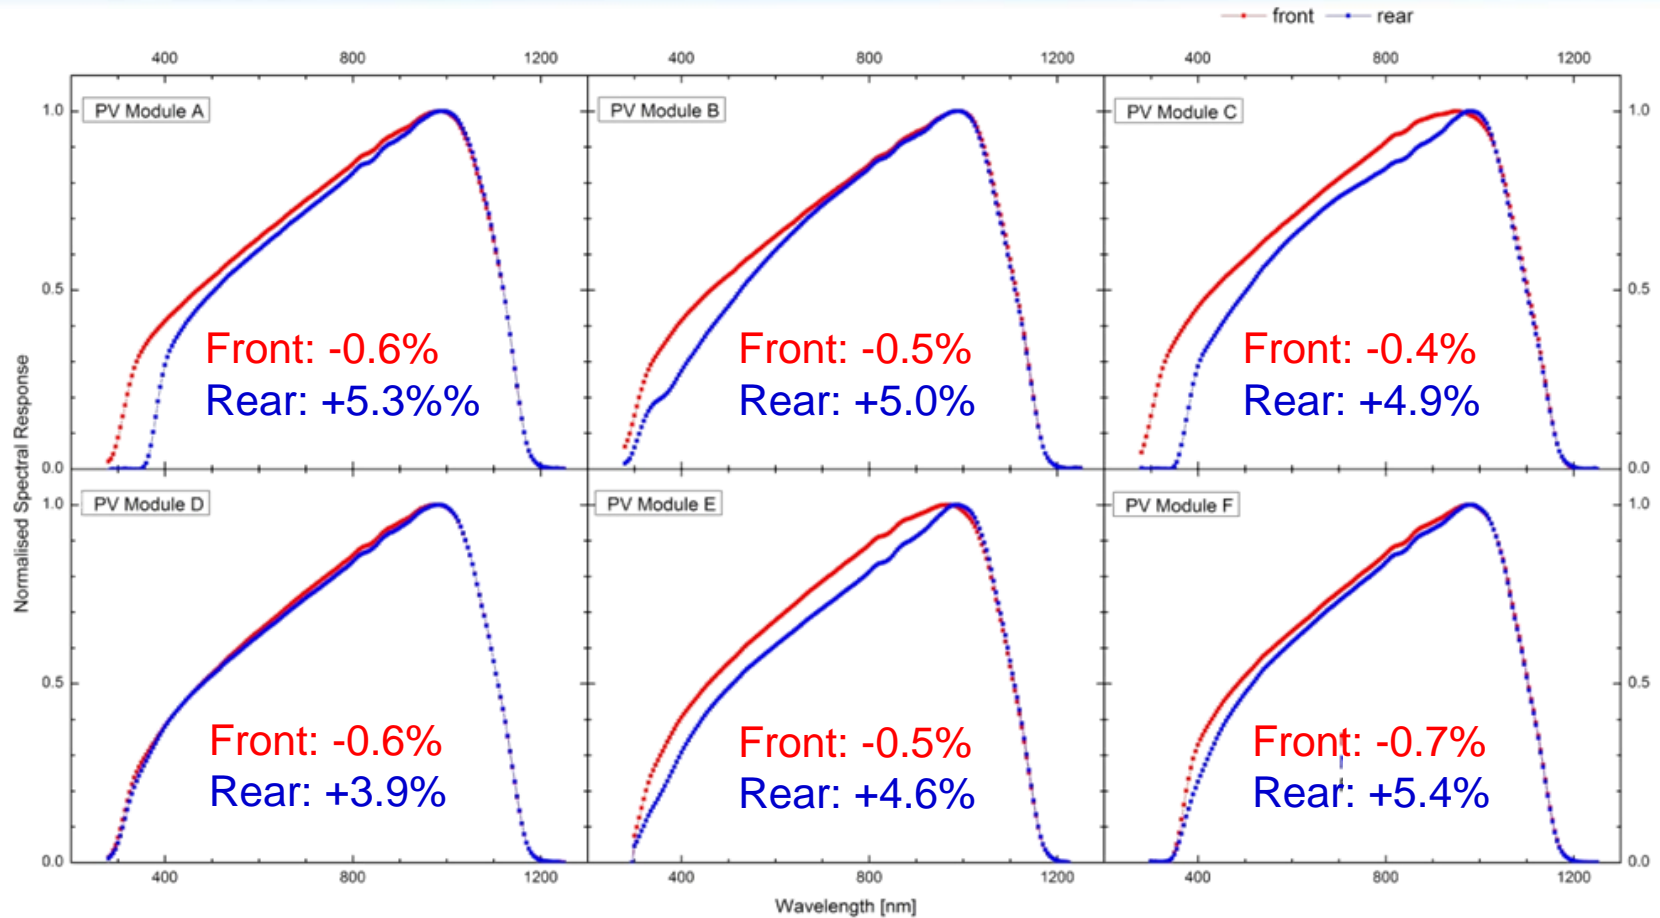 front rear
400 800 1200 400 800 1200 400 800 1200
PV Module A PV Module B PV Module C
1.0 1.0
0.5 0.5
Front: -0.6% Front: -0.5% Front: -0.4%
Rear: +5.3%% Rear: +5.0% Rear: +4.9%
0.0 0.0
Normalised Spectral Response
PV Module D PV Module E PV Module F
1.0 1.0
0.5 0.5
Front: -0.6% Front: -0.5% Front: -0.7%
Rear: +3.9% Rear: +4.6% Rear: +5.4%
0.0 0.0
400 800 1200 400 800 1200 400 800 1200
Wavelength [nm]